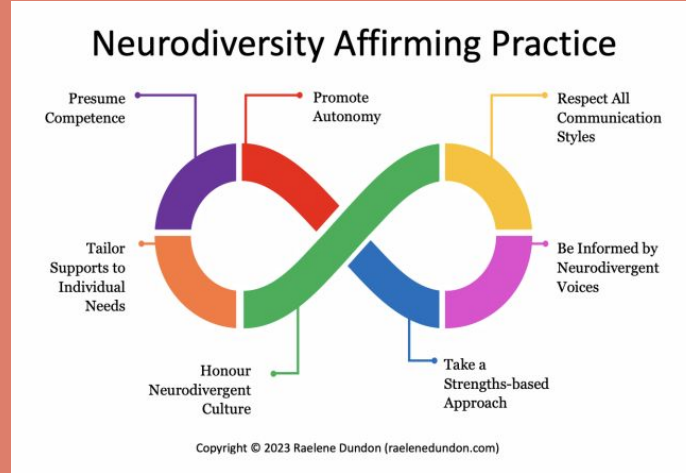 Neurodiversity Affirming Practice
Presume
Competence
Promote
Autonomy
Respect All
Communication
Styles
Tailor
Supports to
Individual
Needs
Be Informed by
Neurodivergent
Voices
Honour
Neurodivergent
Culture
Take a
Strengths-based
Approach
Copyright © 2023 Raelene Dundon (raelenedundon.com)